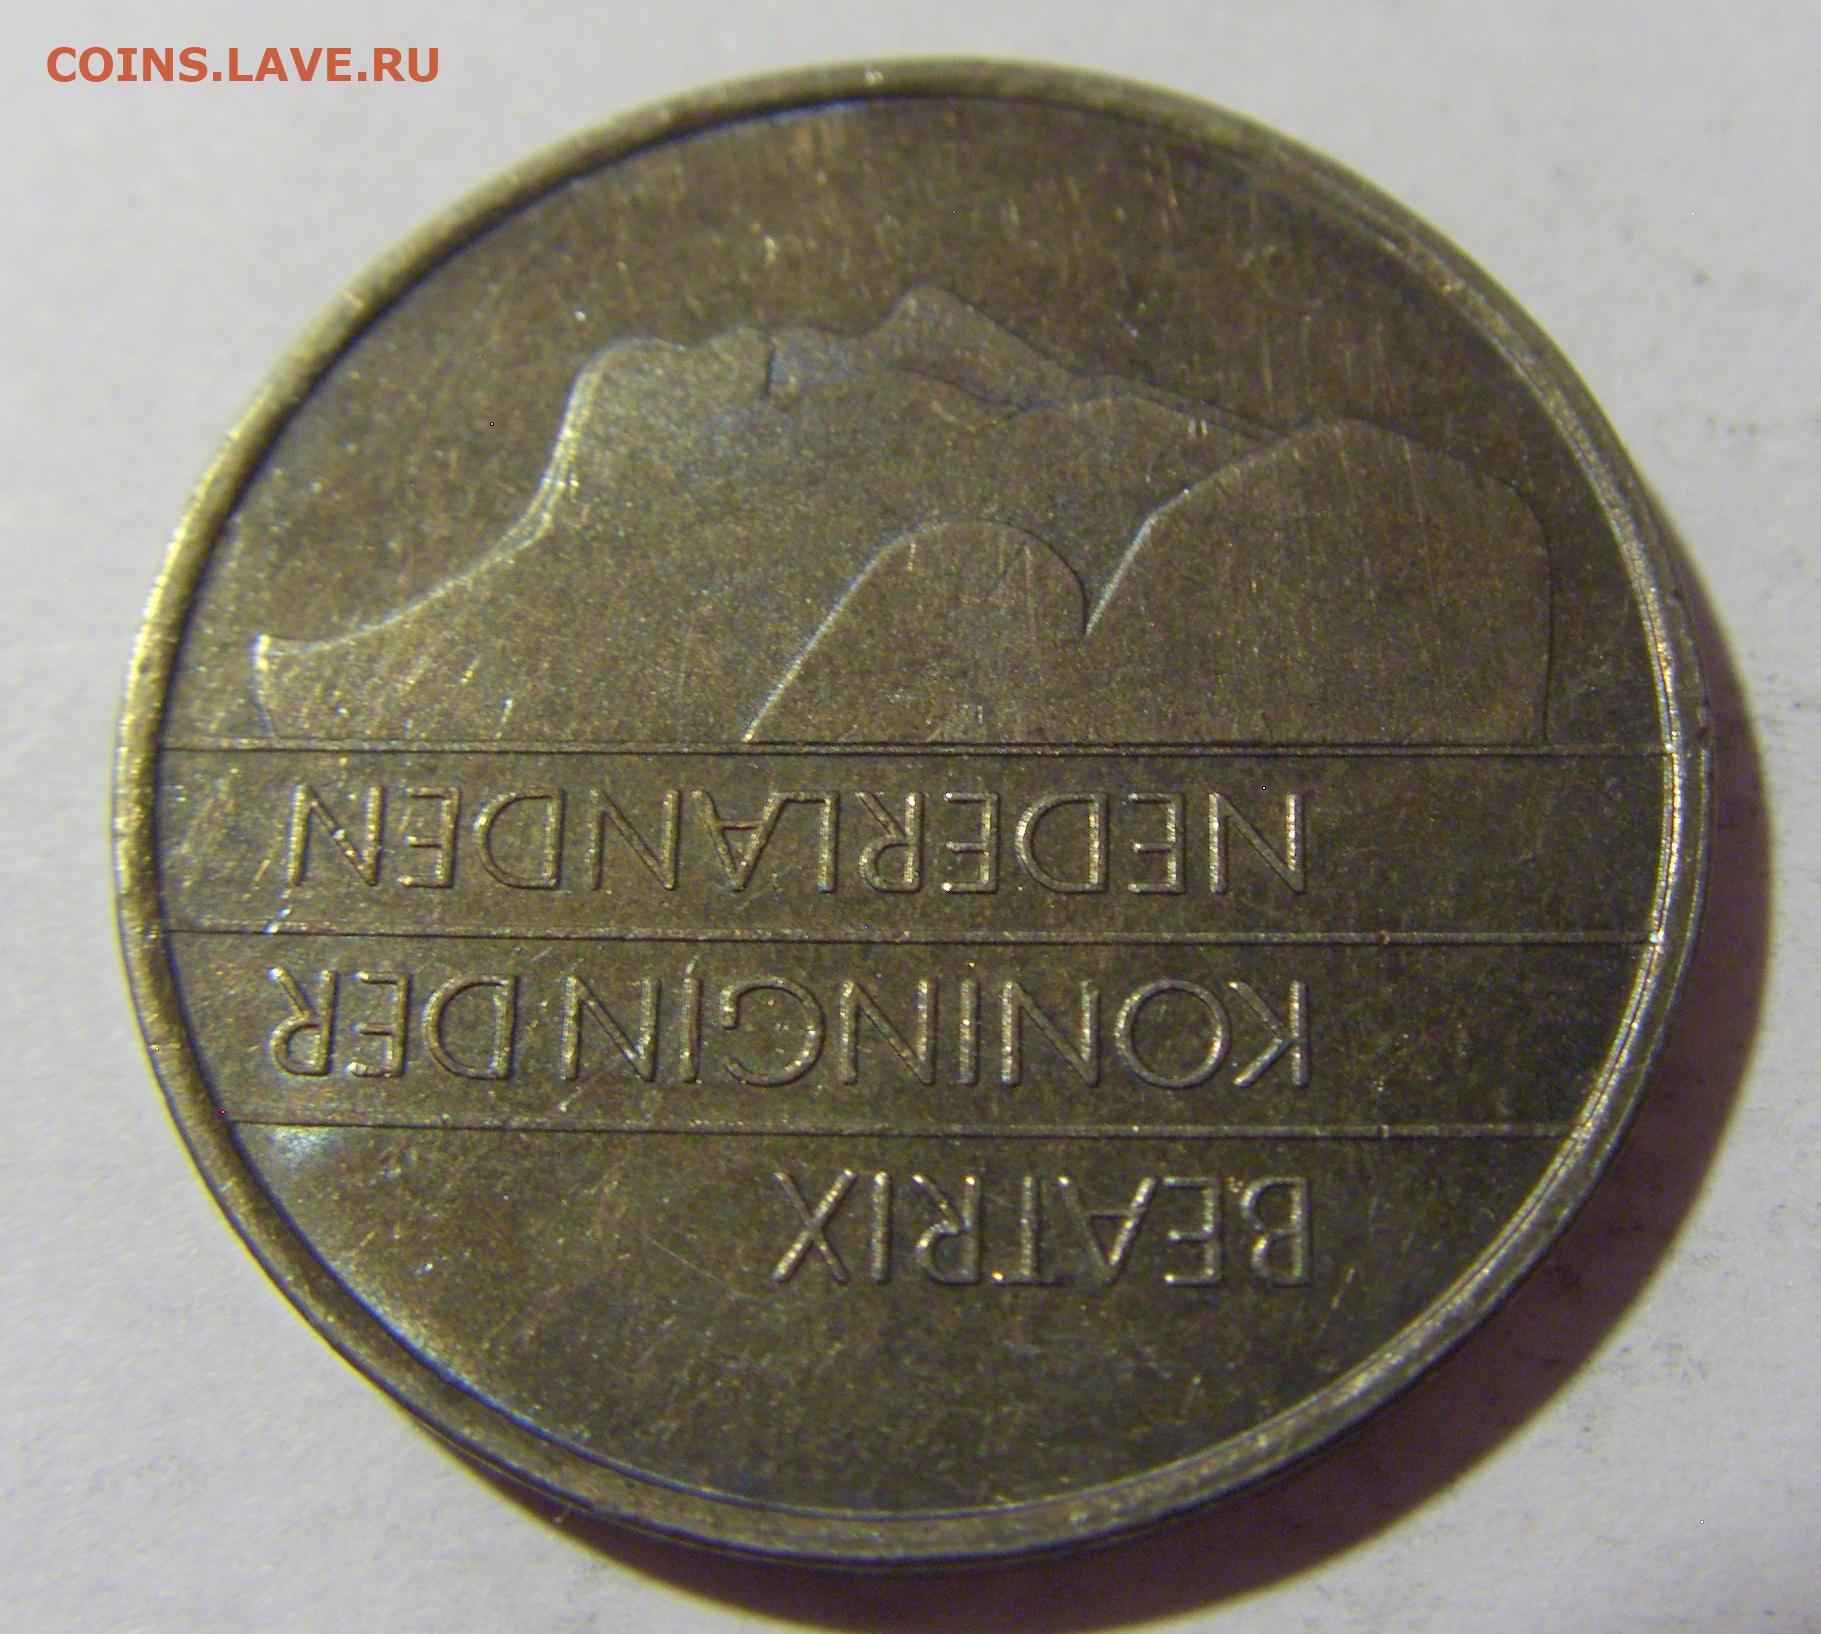 COINS.LAVE.RU
BEATRIX
KONINGIN DER
NEDERLANDEN